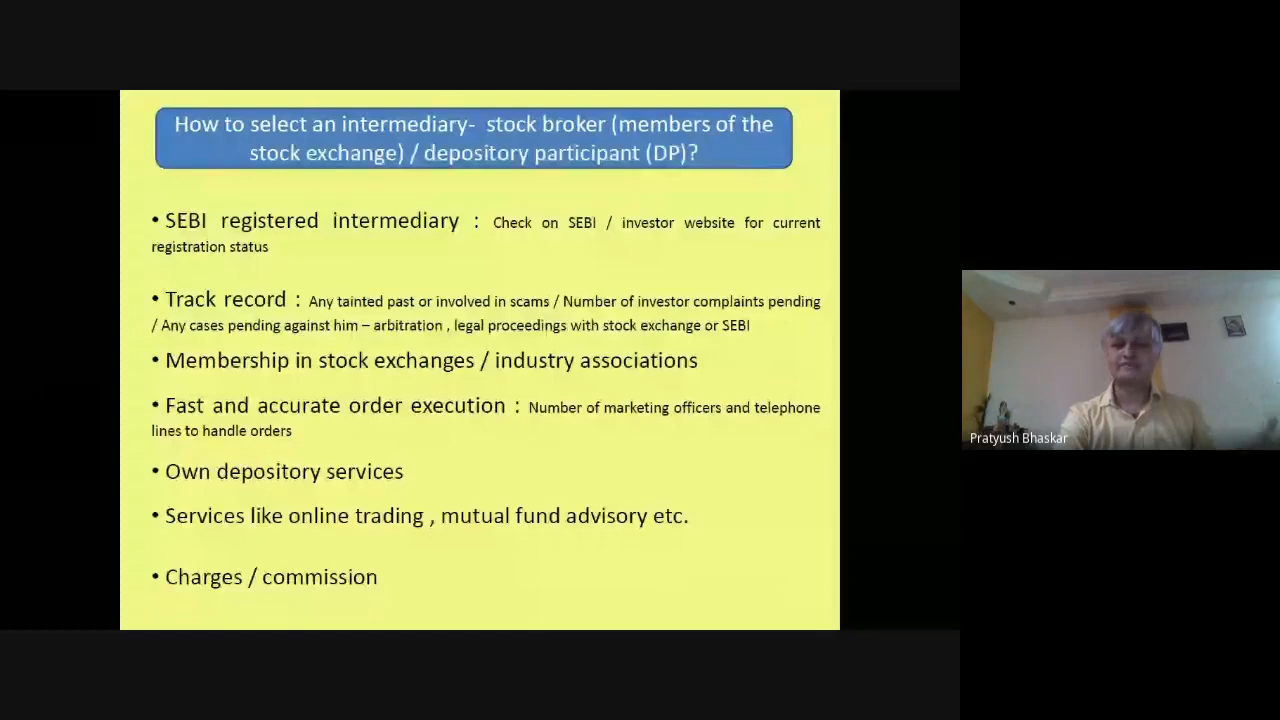 How to select an intermediary- stock broker (members of the
stock exchange) / depository participant (DP)?
• SEBI registered intermediary : Check on SEBI / investor website for current
registration status
• Track record : Any tainted past or involved in scams / Number of investor complaints pending
/ Any cases pending against him – arbitration , legal proceedings with stock exchange or SEBI
• Membership in stock exchanges / industry associations
• Fast and accurate order execution : Number of marketing officers and telephone
lines to handle orders
• Own depository services
• Services like online trading , mutual fund advisory etc.
• Charges / commission
Pratyush Bhaskar